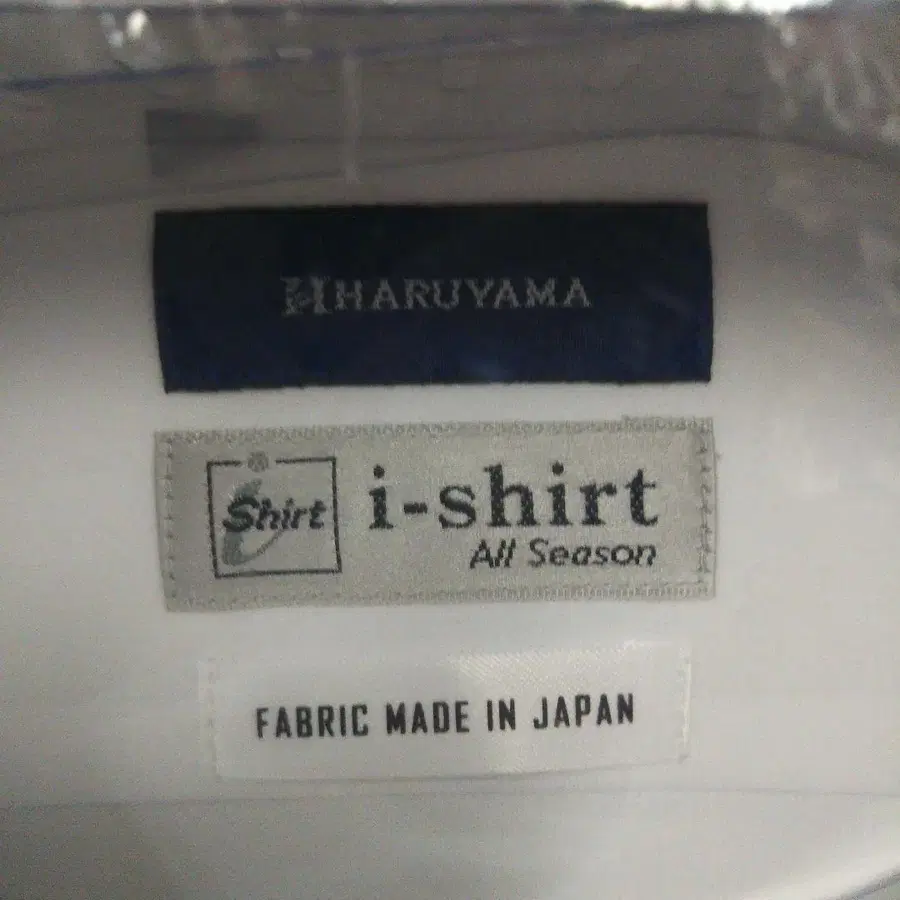 H HARUYAMA
Shirt
i-shirt
All Season
FABRIC MADE IN JAPAN